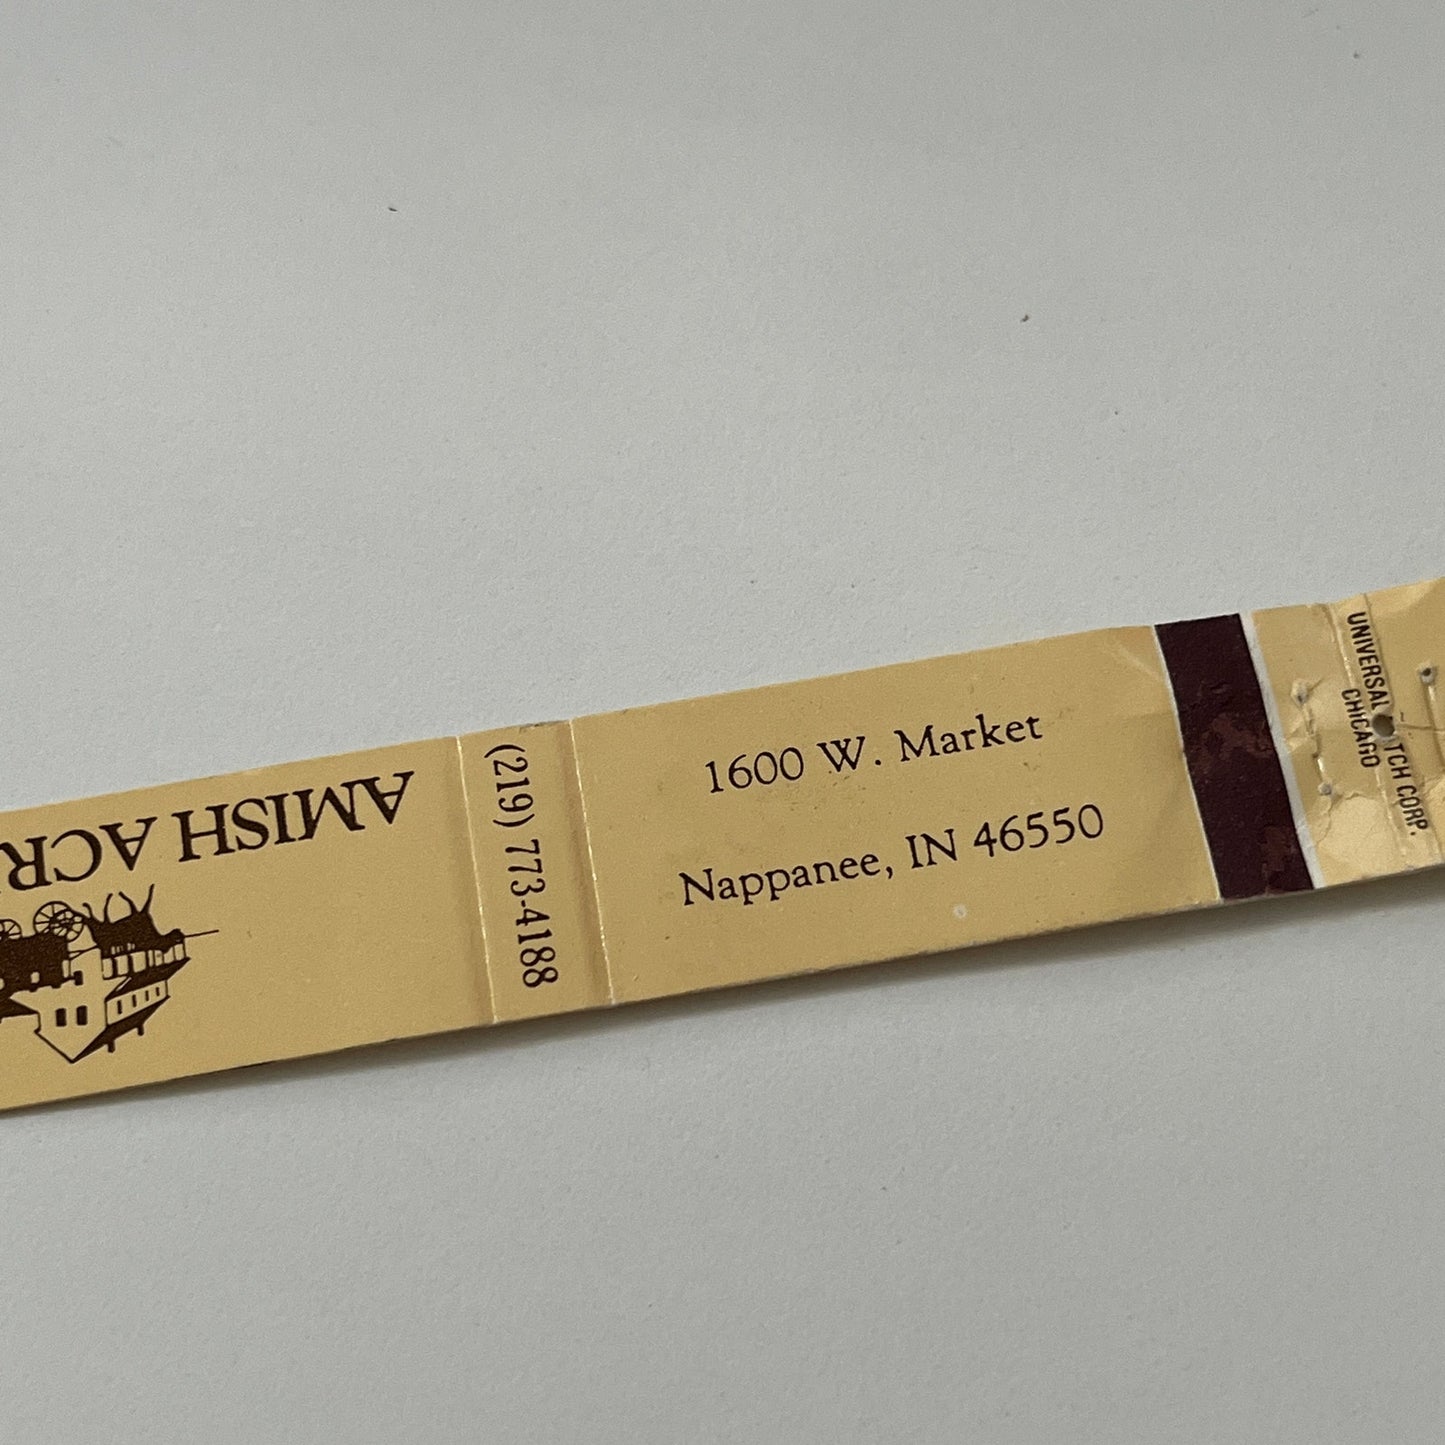 AMISH ACR
(219) 773-4188
1600 W. Market
Nappanee, IN 46550
UNIVERSAL TCH CORP.
CHICAGO